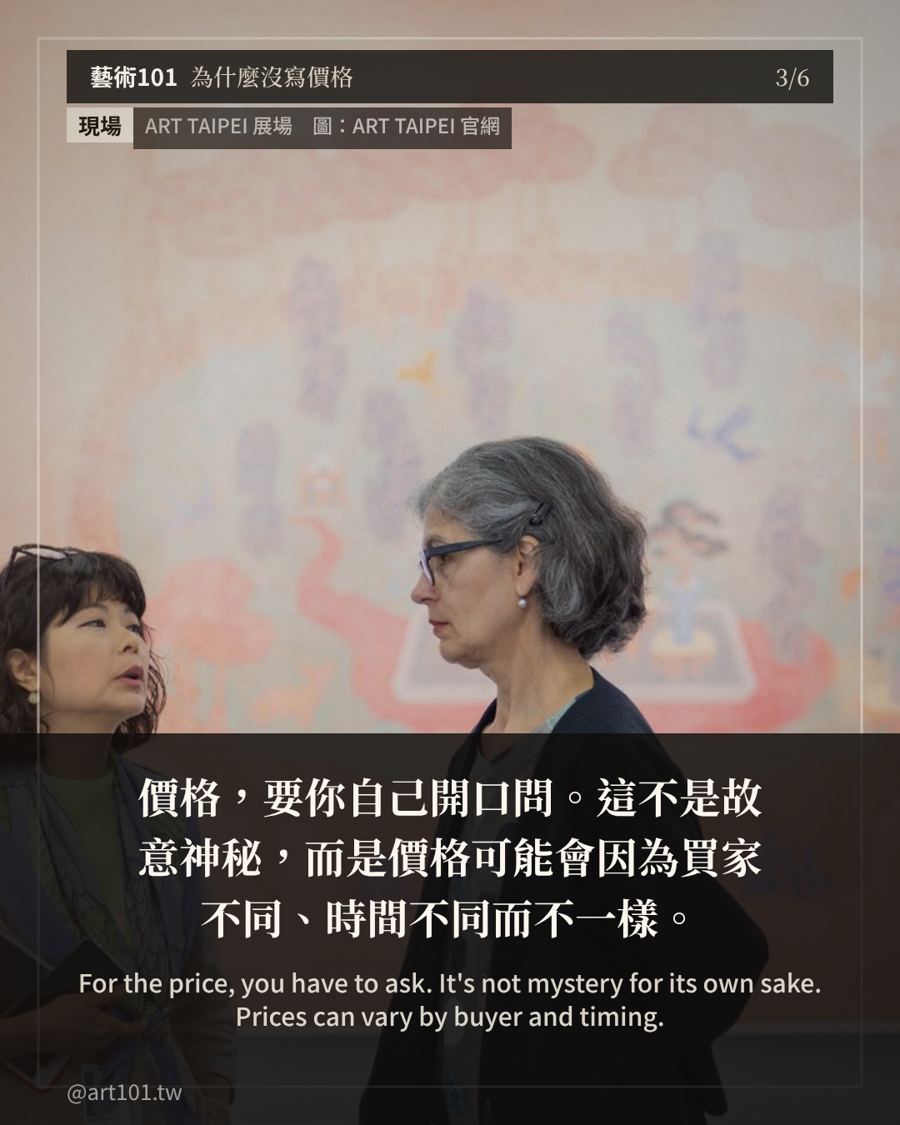 藝術101 為什麼沒寫價格 3/6
現場 ART TAIPEI 展場 圖：ART TAIPEI 官網
價格，要你自己開口問。這不是故
意神秘，而是價格可能會因為買家
不同、時間不同而不一樣。
For the price, you have to ask. It's not mystery for its own sake.
Prices can vary by buyer and timing.
@art101.tw